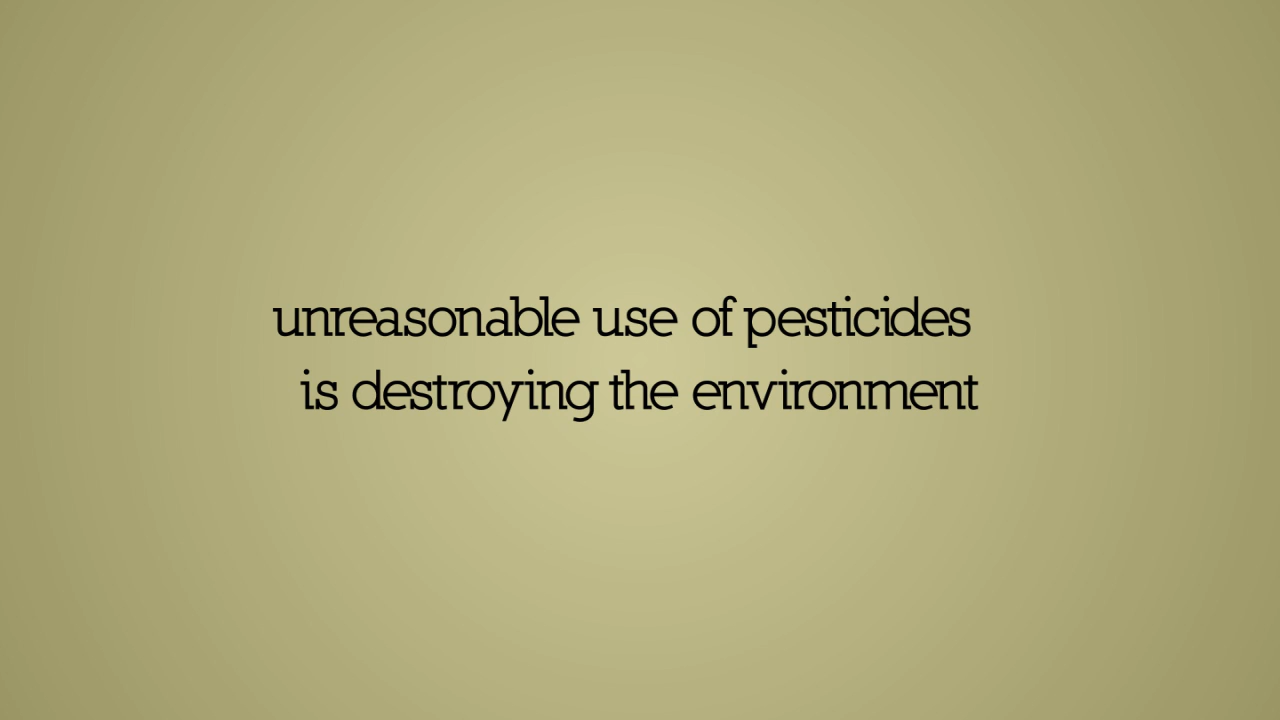 unreasonable use of pesticides
is destroying the environment